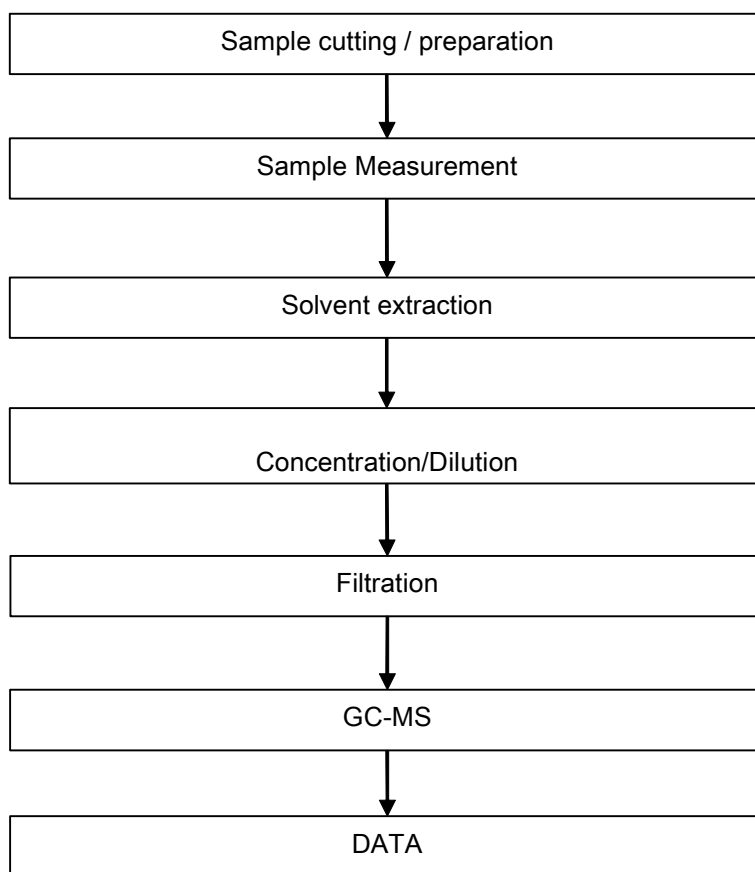 Sample cutting / preparation
Sample Measurement
Solvent extraction
Concentration/Dilution
Filtration
GC-MS
DATA